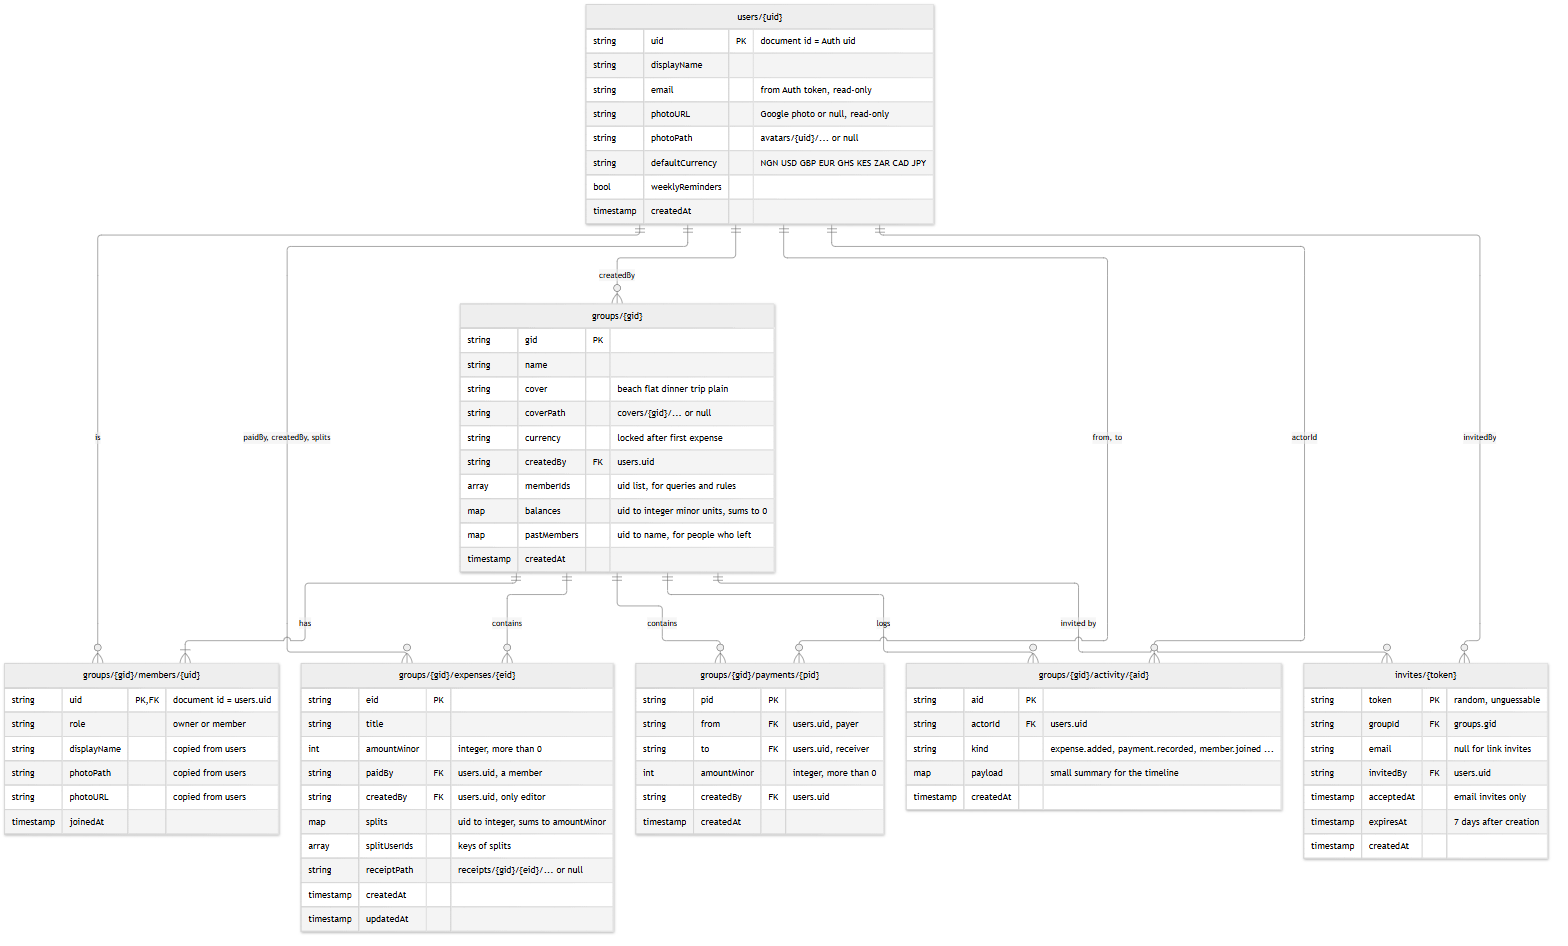 users/{uid}
string uid PK document id = Auth uid
string displayName
string email from Auth token, read-only
string photoURL Google photo or null, read-only
string photoPath avatars/{uid}/... or null
string defaultCurrency NGN USD GBP EUR GHS KES ZAR CAD JPY
bool weeklyReminders
timestamp createdAt
createdBy
groups/{gid}
string gid PK
string name
string cover beach flat dinner trip plain
string coverPath covers/{gid}/... or null
string currency locked after first expense
string createdBy FK users.uid
array memberIds uid list, for queries and rules
map balances uid to integer minor units, sums to 0
map pastMembers uid to name, for people who left
timestamp createdAt
is
paidBy, createdBy, splits
from, to
actorId
invitedBy
has
contains
contains
logs
invited by
groups/{gid}/members/{uid}
string uid PK,FK document id = users.uid
string role owner or member
string displayName copied from users
string photoPath copied from users
string photoURL copied from users
timestamp joinedAt
groups/{gid}/expenses/{eid}
string eid PK
string title
int amountMinor integer, more than 0
string paidBy FK users.uid, a member
string createdBy FK users.uid, only editor
map splits uid to integer, sums to amountMinor
array splitUserIds keys of splits
string receiptPath receipts/{gid}/{eid}/... or null
timestamp createdAt
timestamp updatedAt
groups/{gid}/payments/{pid}
string pid PK
string from FK users.uid, payer
string to FK users.uid, receiver
int amountMinor integer, more than 0
string createdBy FK users.uid
timestamp createdAt
groups/{gid}/activity/{aid}
string aid PK
string actorId FK users.uid
string kind expense.added, payment.recorded, member.joined ...
map payload small summary for the timeline
timestamp createdAt
invites/{token}
string token PK random, unguessable
string groupId FK groups.gid
string email null for link invites
string invitedBy FK users.uid
timestamp acceptedAt email invites only
timestamp expiresAt 7 days after creation
timestamp createdAt